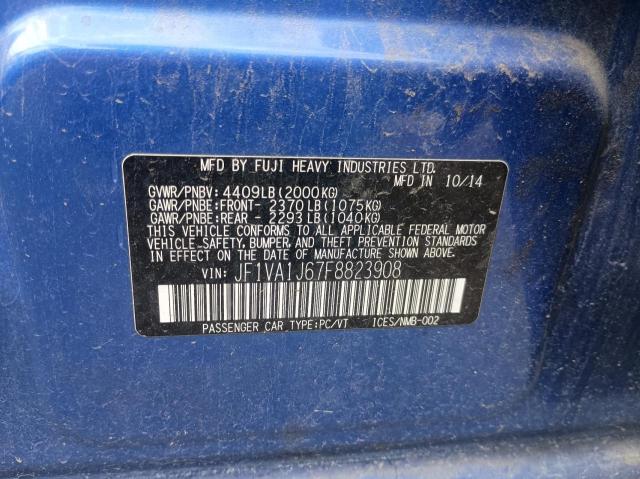 MFD BY FUJI HEAVY INDUSTRIES LTD.
MFD IN 10/14
GVWR/PNBV: 4409LB(2000KG)
GAWR/PNBE:FRONT- 2370LB(1075KG)
GAWR/PNBE:REAR - 2293LB(1040KG)
THIS VEHICLE CONFORMS TO ALL APPLICABLE FEDERAL MOTOR
VEHICLE-SAFETY, BUMPER, AND THEFT PREVENTION STANDARDS
IN EFFECT ON THE DATE OF MANUFACTURE SHOWN ABOVE.
VIN: JF1VA1J67F8823908
PASSENGER CAR TYPE:PC/VT ICES/NMB-002